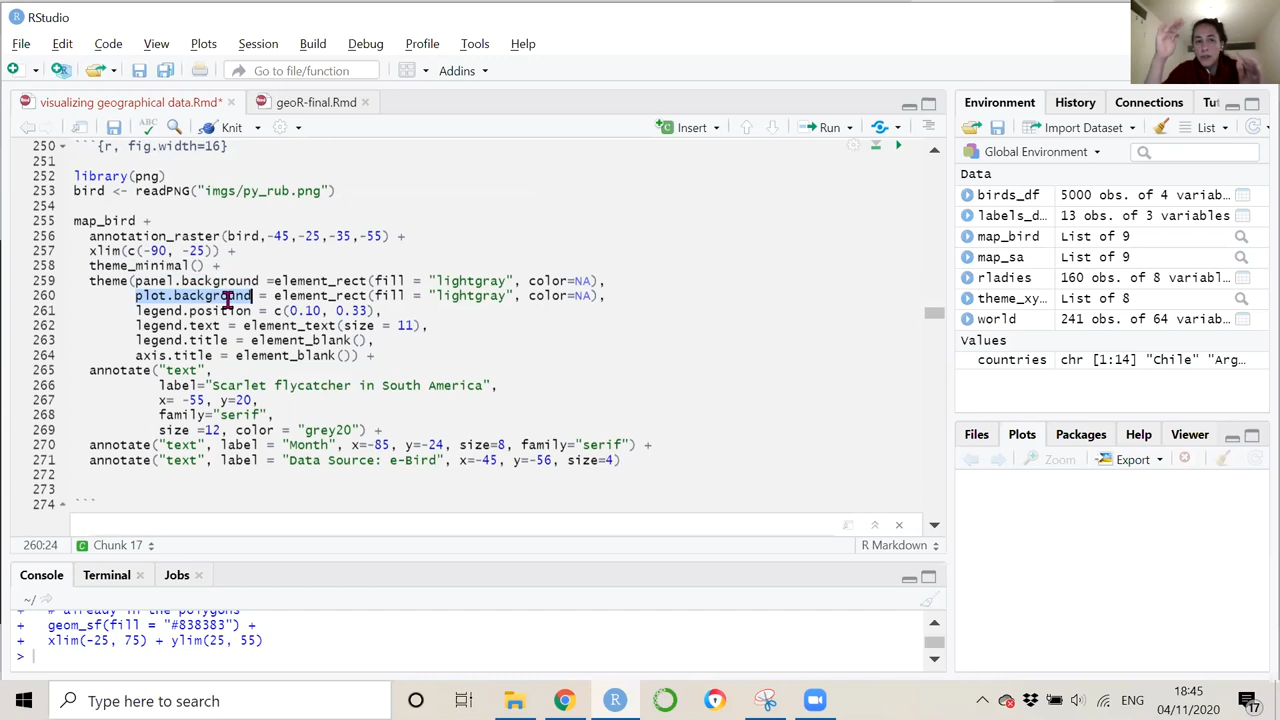 RStudio
File Edit Code View Plots Session Build Debug Profile Tools Help
Go to file/function Addins
visualizing geographical data.Rmd* geoR-final.Rmd
ABC Knit Insert Run
250 ```{r, fig.width=16}
251
252 library(png)
253 bird <- readPNG("imgs/py_rub.png")
254
255 map_bird +
256 annotation_raster(bird,-45,-25,-35,-55) +
257 xlim(c(-90, -25)) +
258 theme_minimal() +
259 theme(panel.background =element_rect(fill = "lightgray", color=NA),
260 plot.background = element_rect(fill = "lightgray", color=NA),
261 legend.position = c(0.10, 0.33),
262 legend.text = element_text(size = 11),
263 legend.title = element_blank(),
264 axis.title = element_blank()) +
265 annotate("text",
266 label="Scarlet flycatcher in South America",
267 x= -55, y=20,
268 family="serif",
269 size =12, color = "grey20") +
270 annotate("text", label = "Month", x=-85, y=-24, size=8, family="serif") +
271 annotate("text", label = "Data Source: e-Bird", x=-45, y=-56, size=4)
272
273
274 ```
260:24 Chunk 17 R Markdown
Console Terminal Jobs
~/
+ # already in the polygons
+ geom_sf(fill = "#838383") +
+ xlim(-25, 75) + ylim(25, 55)
>
Environment History Connections Tu
Import Dataset List
Global Environment
Data
birds_df 5000 obs. of 4 variab…
labels_d… 13 obs. of 3 variables
map_bird List of 9
map_sa List of 9
rladies 160 obs. of 8 variab…
theme_xy… List of 8
world 241 obs. of 64 variab…
Values
countries chr [1:14] "Chile" "Arg…
Files Plots Packages Help Viewer
Zoom Export
Type here to search
ENG
18:45
04/11/2020
17